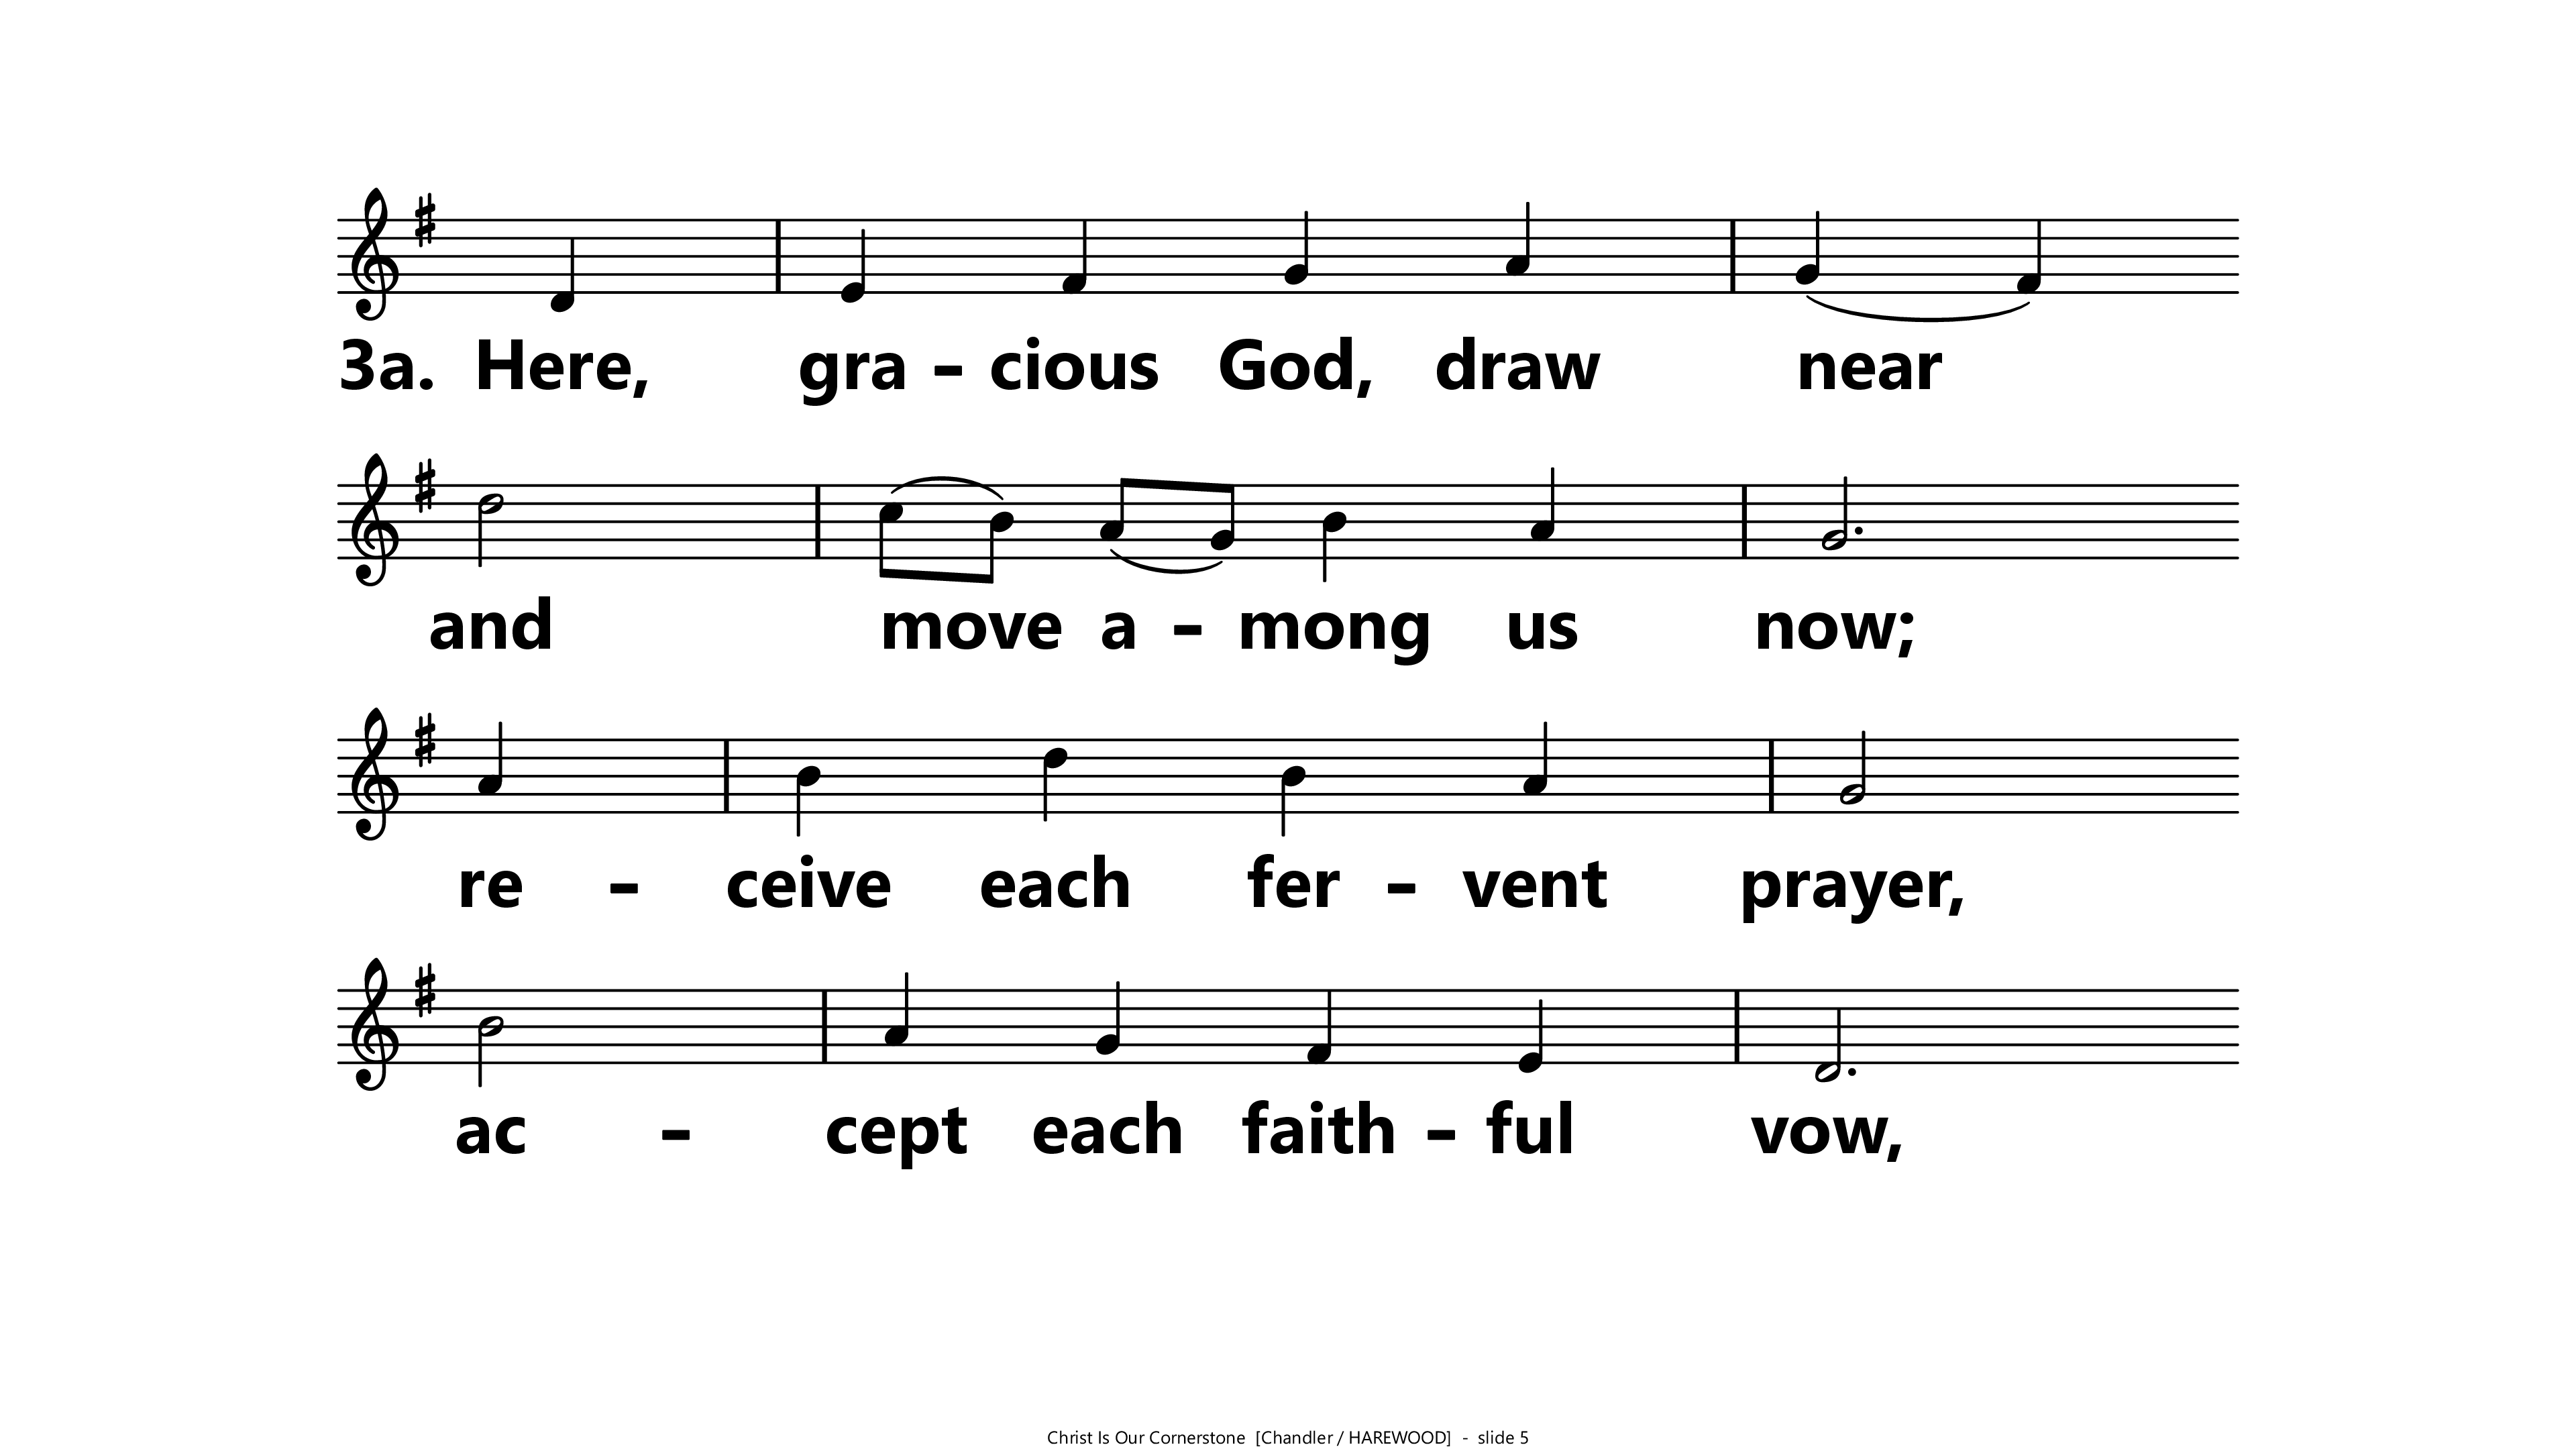 3a. Here, gra - cious God, draw near
and move a - mong us now;
re - ceive each fer - vent prayer,
ac - cept each faith - ful vow,
Christ Is Our Cornerstone [Chandler / HAREWOOD] - slide 5